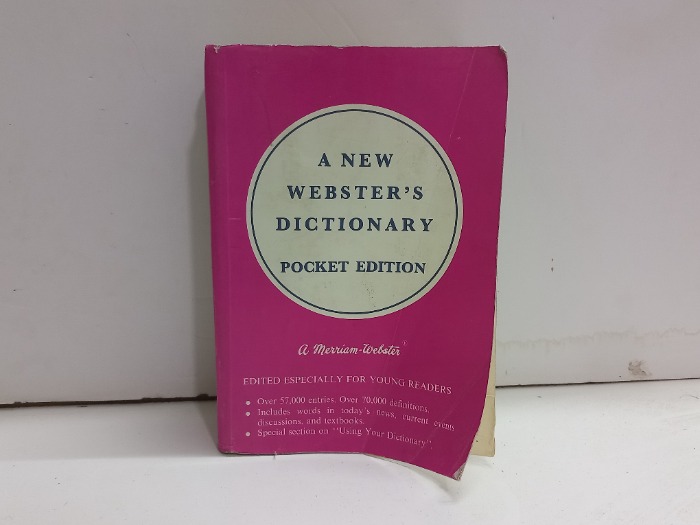 A NEW
WEBSTER'S
DICTIONARY
POCKET EDITION
A Merriam-Webster
EDITED ESPECIALLY FOR YOUNG READERS
• Over 57,000 entries. Over 70,000 definitions.
• Includes words in today's news, current events
discussions, and textbooks.
• Special section on "Using Your Dictionary".